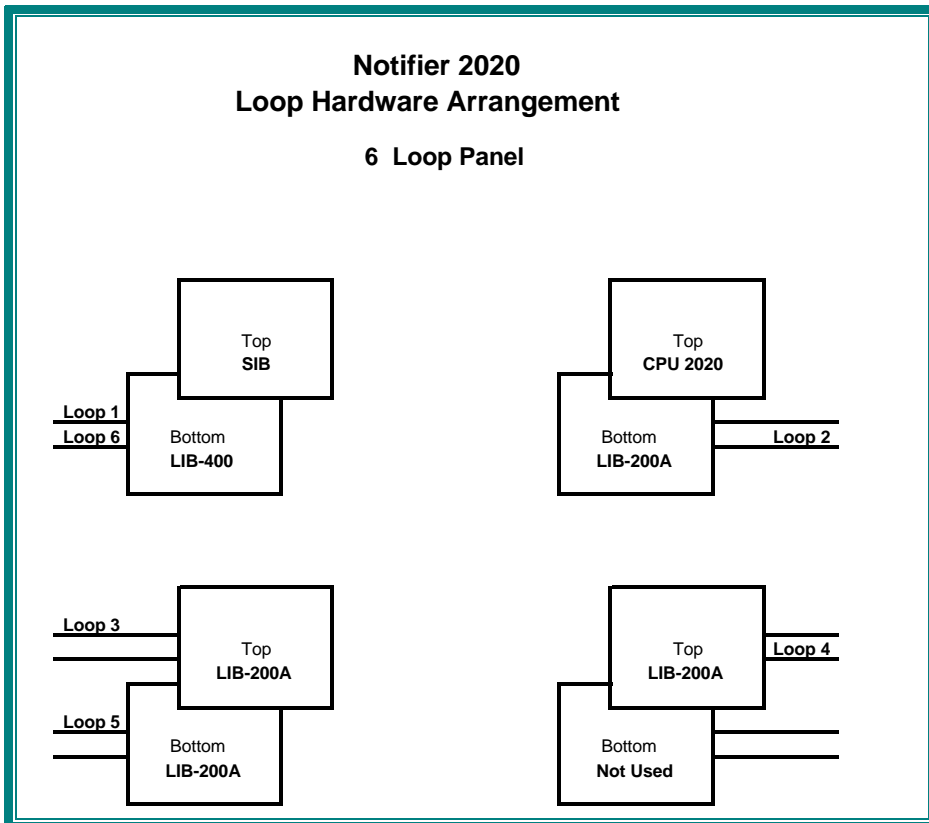 Notifier 2020
Loop Hardware Arrangement
6 Loop Panel
Top
SIB
Loop 1
Loop 6
Bottom
LIB-400
Top
CPU 2020
Bottom
LIB-200A
Loop 2
Loop 3
Top
LIB-200A
Loop 5
Bottom
LIB-200A
Top
LIB-200A
Loop 4
Bottom
Not Used